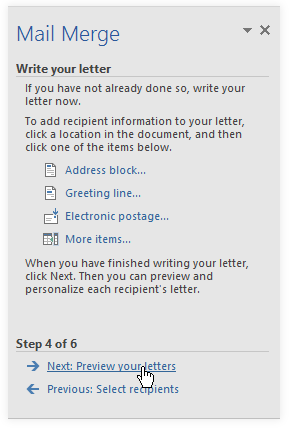 Mail Merge
Write your letter
If you have not already done so, write your
letter now.
To add recipient information to your letter,
click a location in the document, and then
click one of the items below.
Address block...
Greeting line...
Electronic postage...
More items...
When you have finished writing your letter,
click Next. Then you can preview and
personalize each recipient's letter.
Step 4 of 6
Next: Preview your letters
Previous: Select recipients